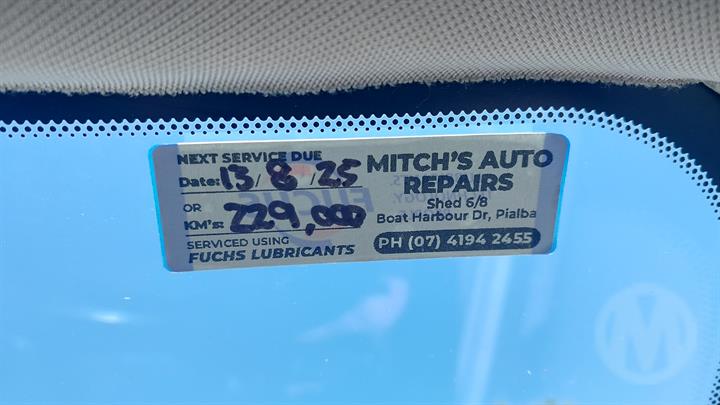 NEXT SERVICE DUE
Date: 13/8/25
OR
KM's: 229,000
SERVICED USING
FUCHS LUBRICANTS
MITCH'S AUTO
REPAIRS
Shed 6/8
Boat Harbour Dr, Pialba
PH (07) 4194 2455
M